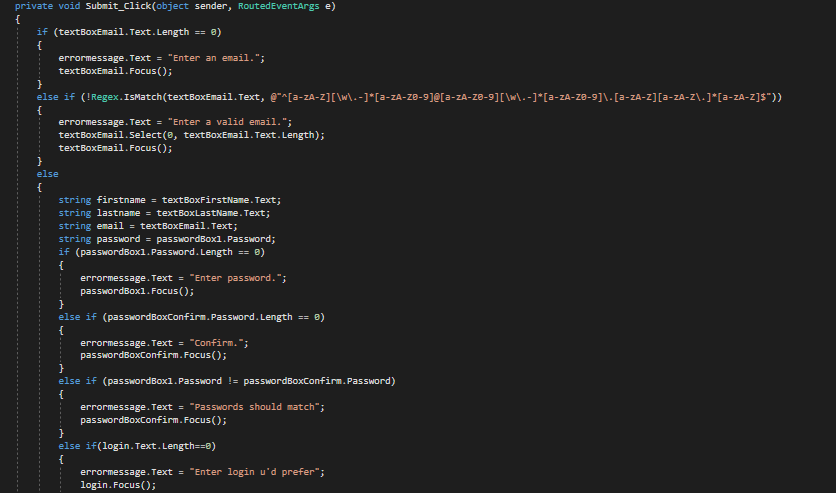 private void Submit_Click(object sender, RoutedEventArgs e)
{
if (textBoxEmail.Text.Length == 0)
{
errormessage.Text = "Enter an email.";
textBoxEmail.Focus();
}
else if (!Regex.IsMatch(textBoxEmail.Text, @"^[a-zA-Z][\w\.-]*[a-zA-Z0-9]@[a-zA-Z0-9][\w\.-]*[a-zA-Z0-9]\.[a-zA-Z][a-zA-Z\.]*[a-zA-Z]$"))
{
errormessage.Text = "Enter a valid email.";
textBoxEmail.Select(0, textBoxEmail.Text.Length);
textBoxEmail.Focus();
}
else
{
string firstname = textBoxFirstName.Text;
string lastname = textBoxLastName.Text;
string email = textBoxEmail.Text;
string password = passwordBox1.Password;
if (passwordBox1.Password.Length == 0)
{
errormessage.Text = "Enter password.";
passwordBox1.Focus();
}
else if (passwordBoxConfirm.Password.Length == 0)
{
errormessage.Text = "Confirm.";
passwordBoxConfirm.Focus();
}
else if (passwordBox1.Password != passwordBoxConfirm.Password)
{
errormessage.Text = "Passwords should match";
passwordBoxConfirm.Focus();
}
else if(login.Text.Length==0)
{
errormessage.Text = "Enter login u'd prefer";
login.Focus();